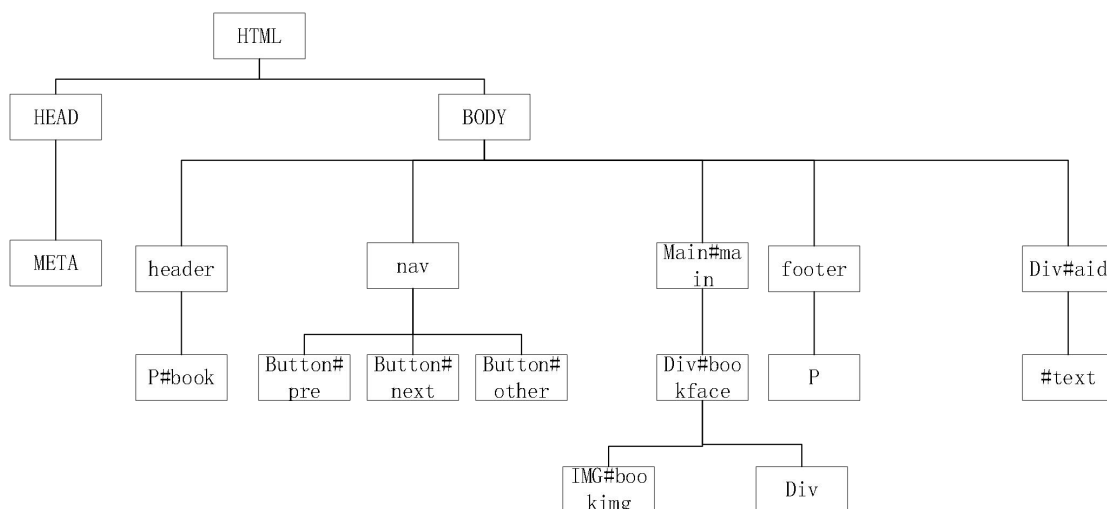 HTML
HEAD
BODY
META
header
nav
Main#ma
in
footer
Div#aid
P#book
Button#
pre
Button#
next
Button#
other
Div#boo
kface
P
#text
IMG#boo
kimg
Div